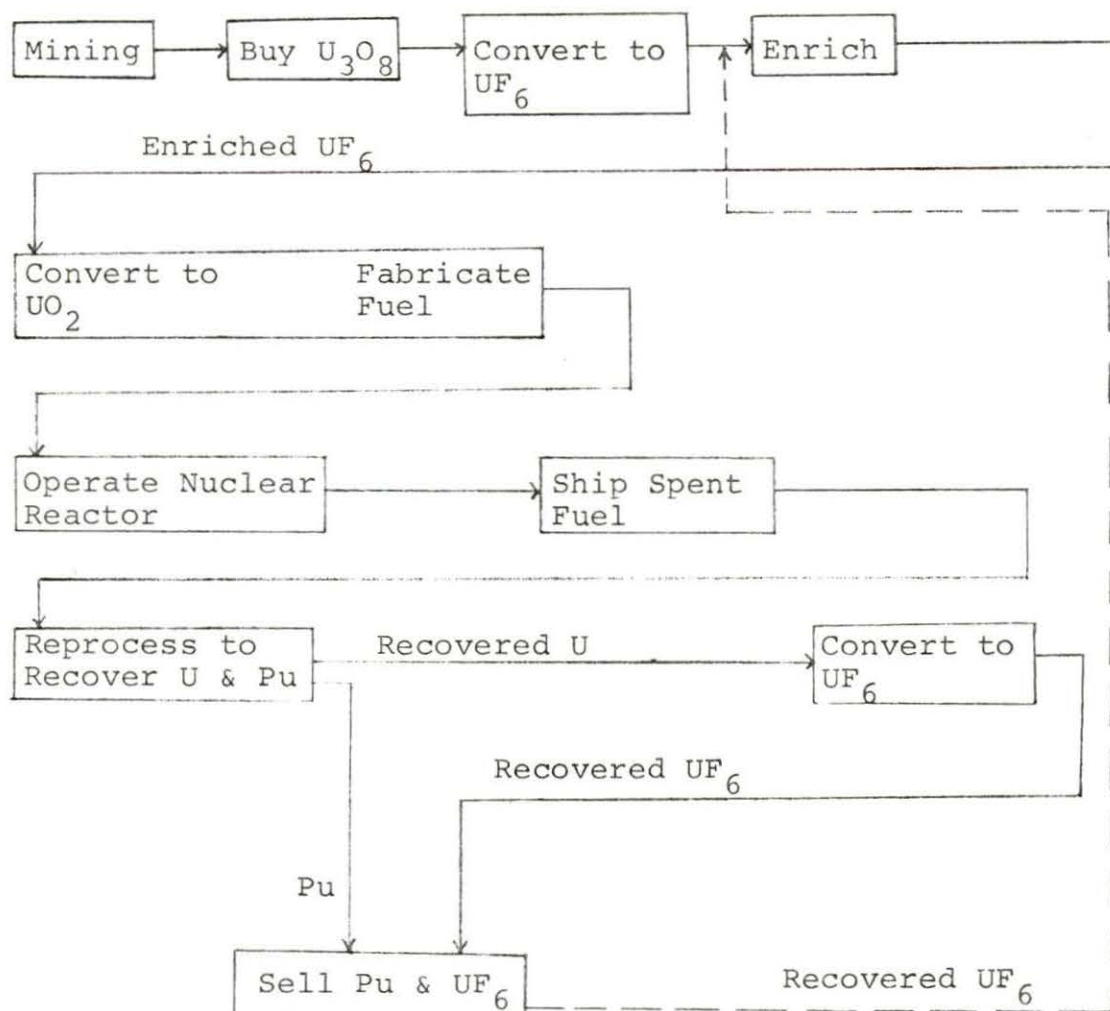 Mining
Buy U3O8
Convert to
UF6
Enrich
Enriched UF6
Convert to
UO2
Fabricate
Fuel
Operate Nuclear
Reactor
Ship Spent
Fuel
Reprocess to
Recover U & Pu
Recovered U
Convert to
UF6
Recovered UF6
Pu
Sell Pu & UF6
Recovered UF6